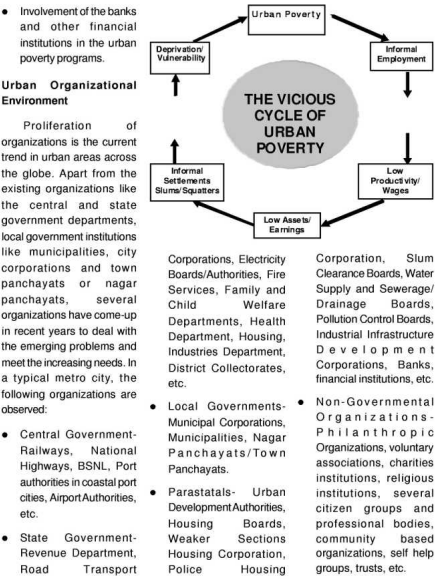 • Involvement of the banks
and other financial
institutions in the urban
poverty programs.
Urban Organizational
Environment
Proliferation of
organizations is the current
trend in urban areas across
the globe. Apart from the
existing organizations like
the central and state
government departments,
local government institutions
like municipalities, city
corporations and town
panchayats or nagar
panchayats, several
organizations have come-up
in recent years to deal with
the emerging problems and
meet the increasing needs. In
a typical metro city, the
following organizations are
observed:
• Central Government-
Railways, National
Highways, BSNL, Port
authorities in coastal port
cities, Airport Authorities,
etc.
• State Government-
Revenue Department,
Road Transport
Urban Poverty
Informal
Employment
Low
Productivity/
Wages
Low Assets/
Earnings
Informal
Settlements
Slums/Squatters
Deprivation/
Vulnerability
THE VICIOUS
CYCLE OF
URBAN
POVERTY
Corporations, Electricity
Boards/Authorities, Fire
Services, Family and
Child Welfare
Departments, Health
Department, Housing,
Industries Department,
District Collectorates,
etc.
• Local Governments-
Municipal Corporations,
Municipalities, Nagar
Panchayats/Town
Panchayats.
• Parastatals- Urban
Development Authorities,
Housing Boards,
Weaker Sections
Housing Corporation,
Police Housing
Corporation, Slum
Clearance Boards, Water
Supply and Sewerage/
Drainage Boards,
Pollution Control Boards,
Industrial Infrastructure
Development
Corporations, Banks,
financial institutions, etc.
• Non-Governmental
Organizations-
Philanthropic
Organizations, voluntary
associations, charities
institutions, religious
institutions, several
citizen groups and
professional bodies,
community based
organizations, self help
groups, trusts, etc.